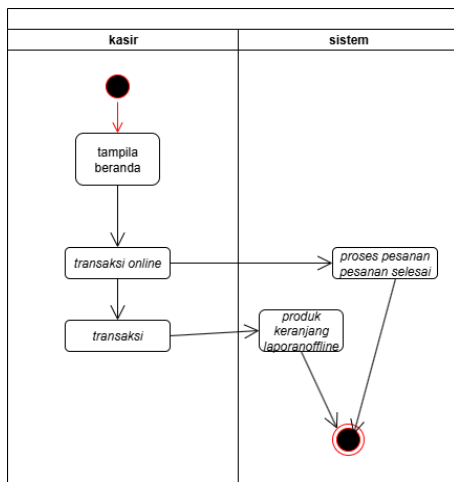 kasir
sistem
tampila
beranda
transaksi online
proses pesanan
pesanan selesai
transaksi
produk
keranjang
laporanoffline